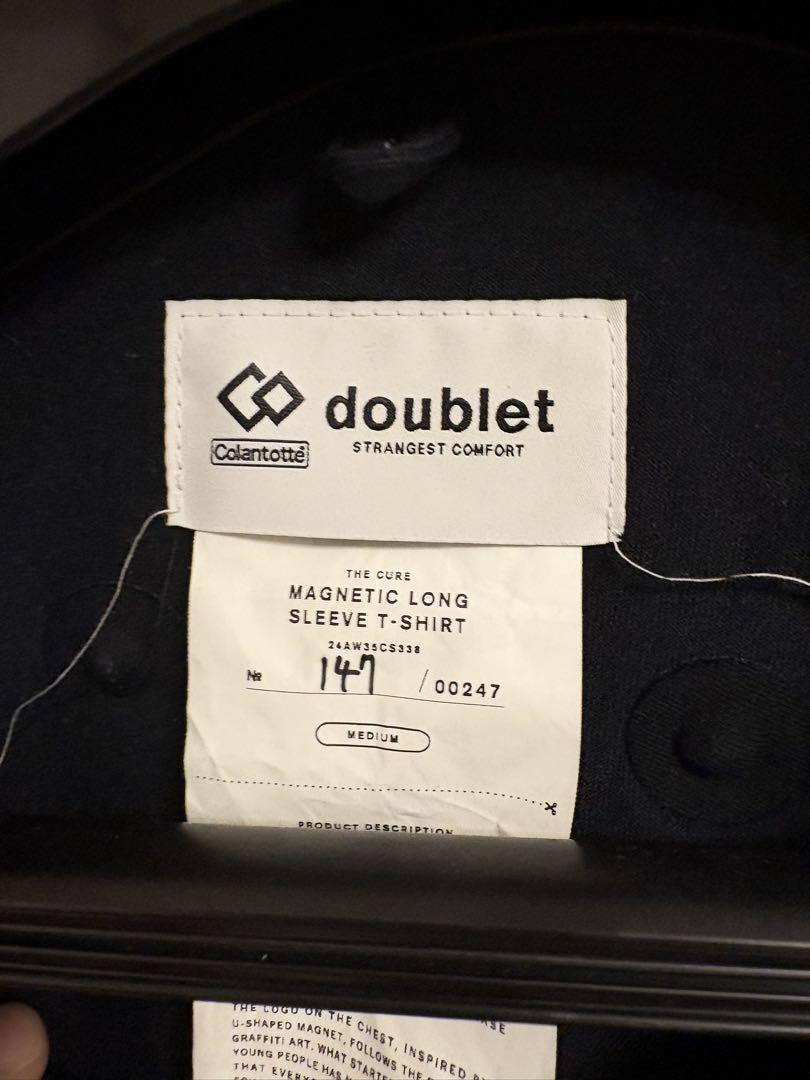 doublet
Colantotte
STRANGEST COMFORT
THE CURE
MAGNETIC LONG
SLEEVE T-SHIRT
24AW35CS338
№ 147 / 00247
MEDIUM
PRODUCT DESCRIPTION
THE LOGO ON THE CHEST, INSPIRED
U-SHAPED MAGNET, FOLLOWS THE
GRAFFITI ART. WHAT STARTED
YOUNG PEOPLE HAS
THAT